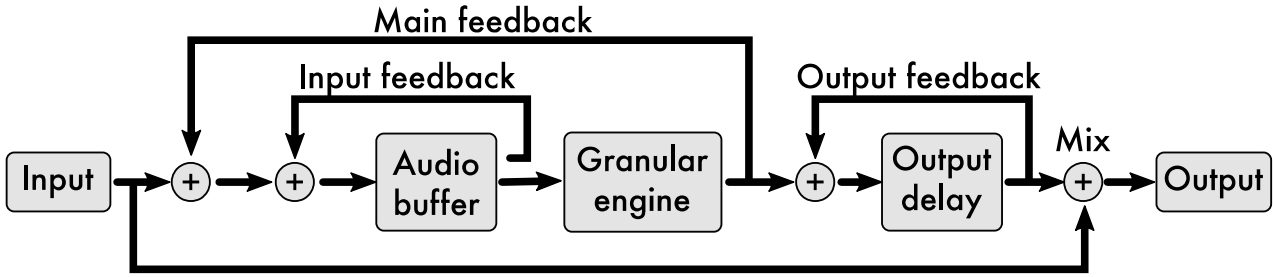 Main feedback
Input feedback
Output feedback
Mix
Input
+
+
Audio
buffer
Granular
engine
+
Output
delay
+
Output